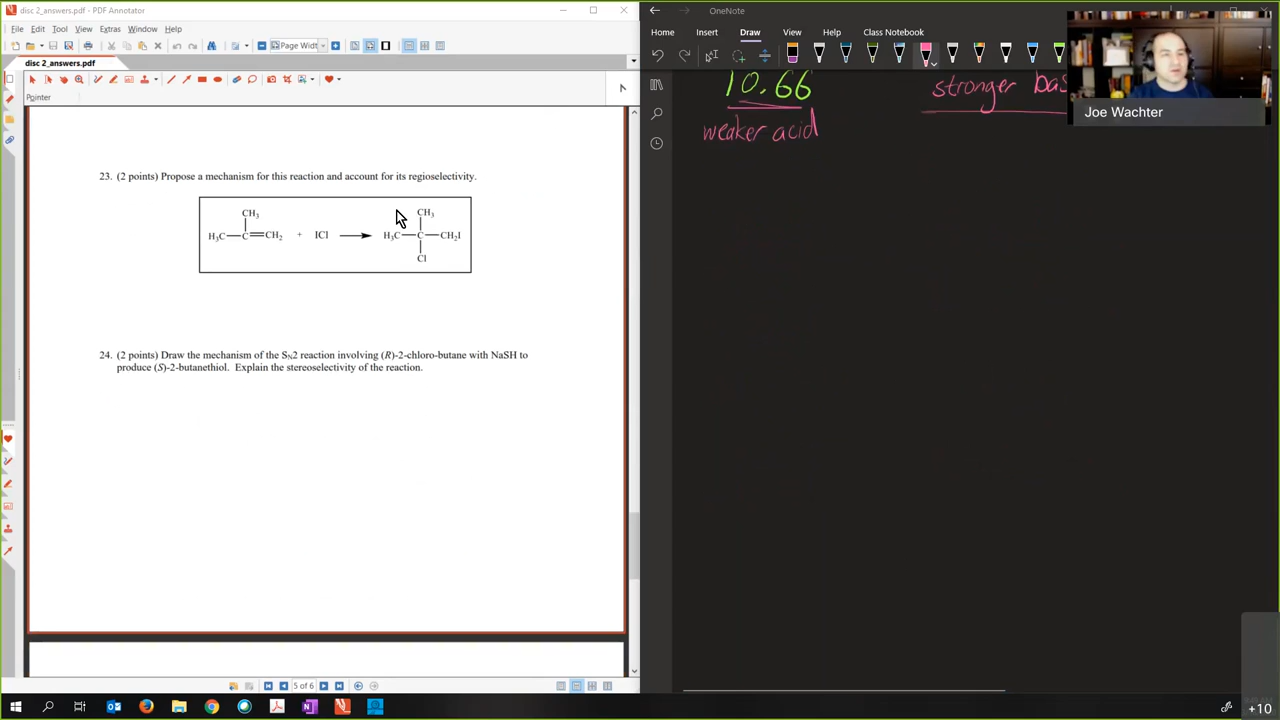 disc 2_answers.pdf - PDF Annotator
File Edit Tool View Extras Window Help
Page Widt
disc 2_answers.pdf
Pointer
23. (2 points) Propose a mechanism for this reaction and account for its regioselectivity.
CH3 CH3
H3C C CH2 + ICl H3C C CH2I
Cl
24. (2 points) Draw the mechanism of the SN2 reaction involving (R)-2-chloro-butane with NaSH to
produce (S)-2-butanethiol. Explain the stereoselectivity of the reaction.
5 of 6
OneNote
Home Insert Draw View Help Class Notebook
10.66 stronger bas
weaker acid
Joe Wachter
+10